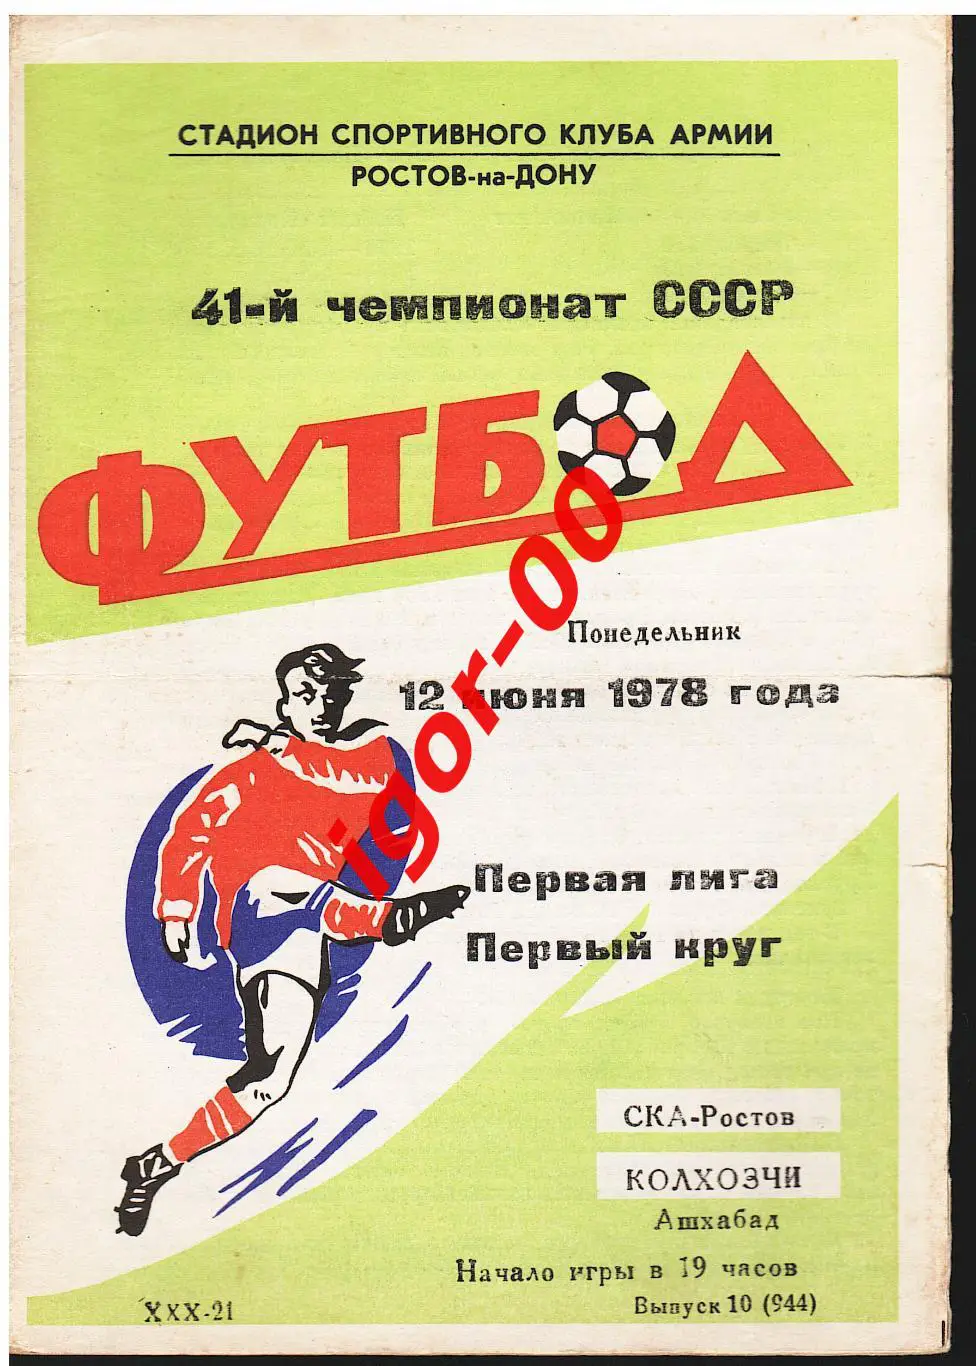 СТАДИОН СПОРТИВНОГО КЛУБА АРМИИ
РОСТОВ-на-ДОНУ
41-й чемпионат СССР
ФУТБОЛ
igor-00
Понедельник
12 июня 1978 года
Первая лига
Первый круг
СКА-Ростов
КОЛХОЗЧИ
Ашхабад
Начало игры в 19 часов
XXX-21
Выпуск 10 (944)